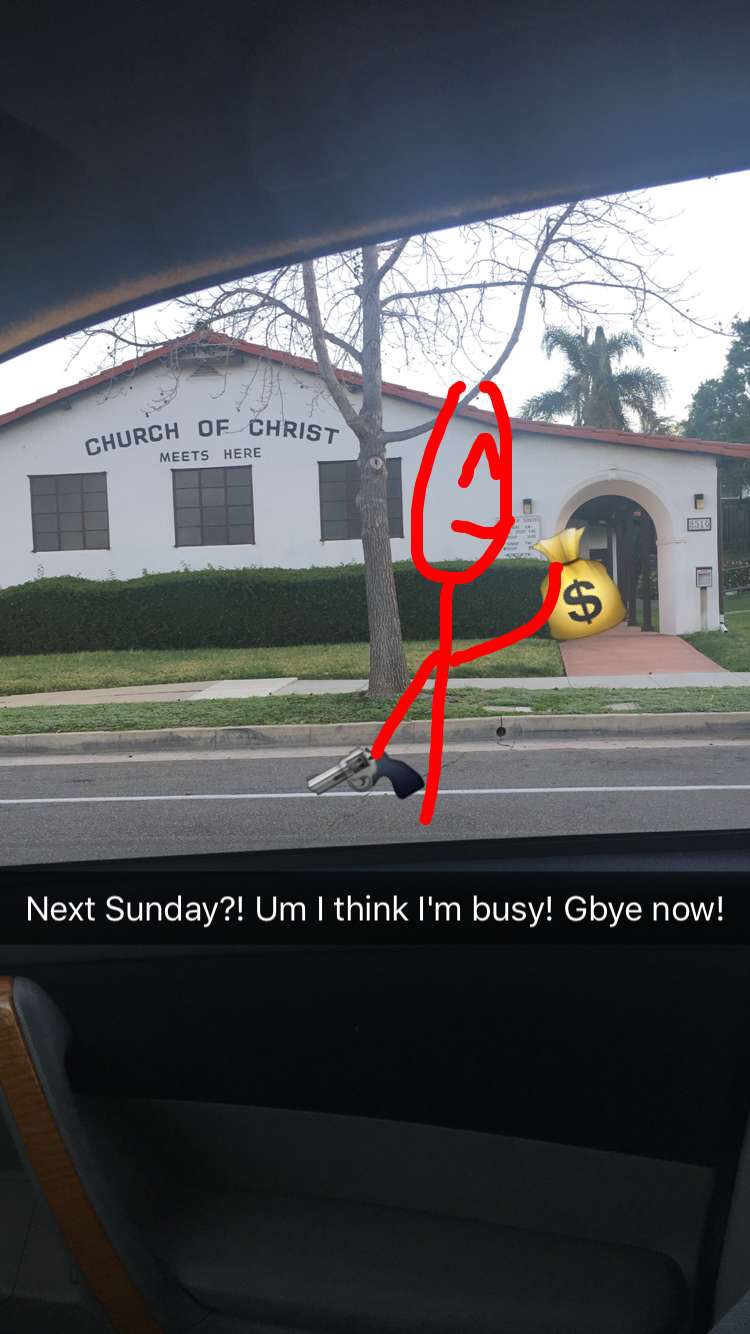 CHURCH OF CHRIST
MEETS HERE
$
Next Sunday?! Um I think I'm busy! Gbye now!